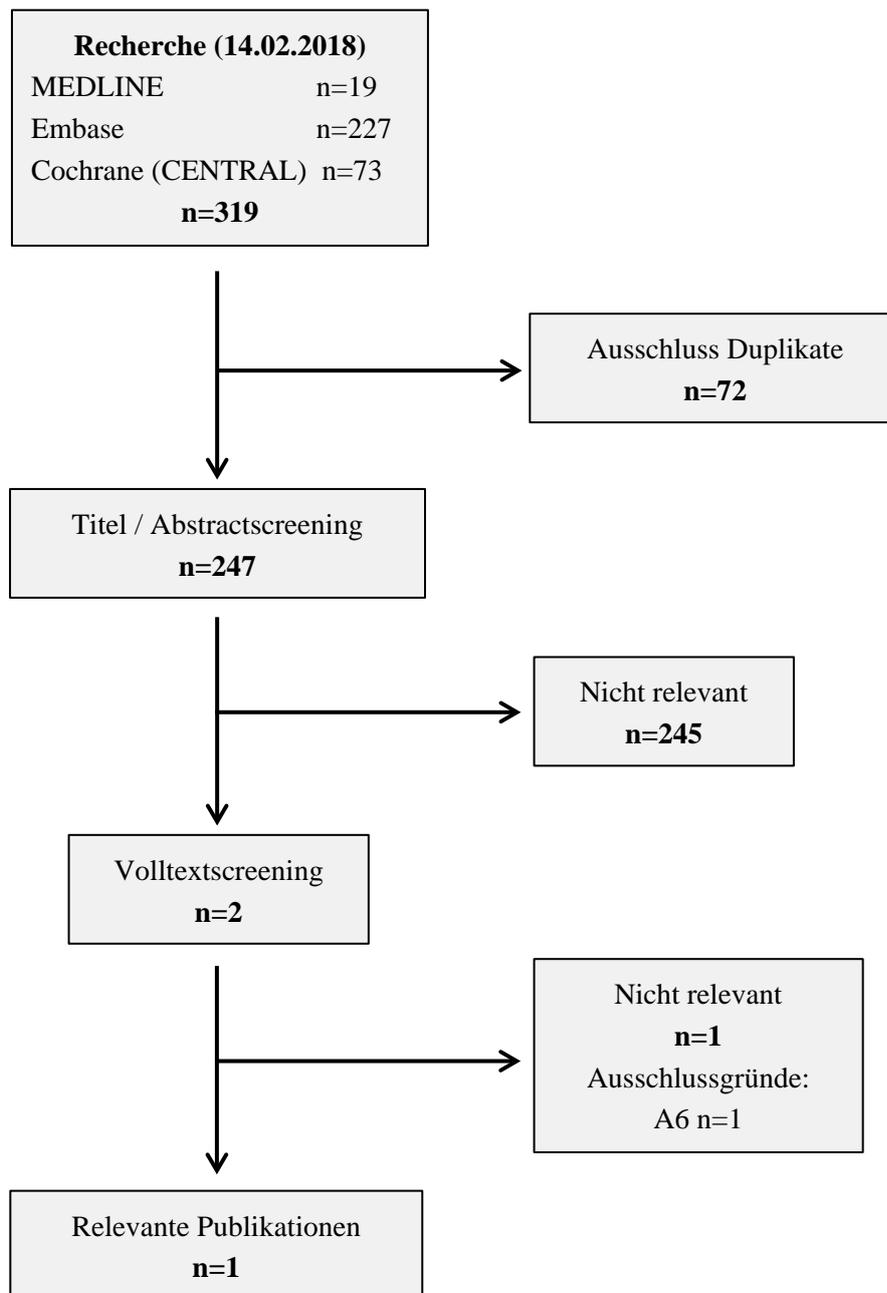 Recherche (14.02.2018)
MEDLINE n=19
Embase n=227
Cochrane (CENTRAL) n=73
n=319
Ausschluss Duplikate
n=72
Titel / Abstractscreening
n=247
Nicht relevant
n=245
Volltextscreening
n=2
Nicht relevant
n=1
Ausschlussgründe:
A6 n=1
Relevante Publikationen
n=1